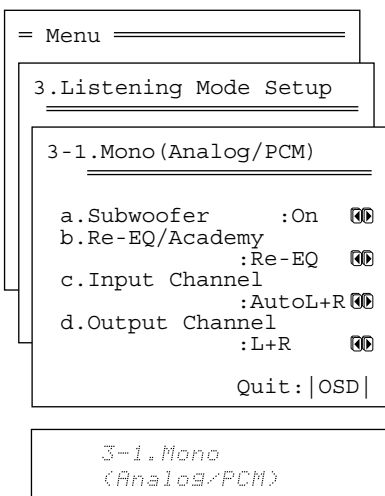 Menu
3.Listening Mode Setup
3-1.Mono(Analog/PCM)
a.Subwoofer :On
b.Re-EQ/Academy
:Re-EQ
c.Input Channel
:AutoL+R
d.Output Channel
:L+R
Quit:|OSD|
3-1.Mono
(Analog/PCM)